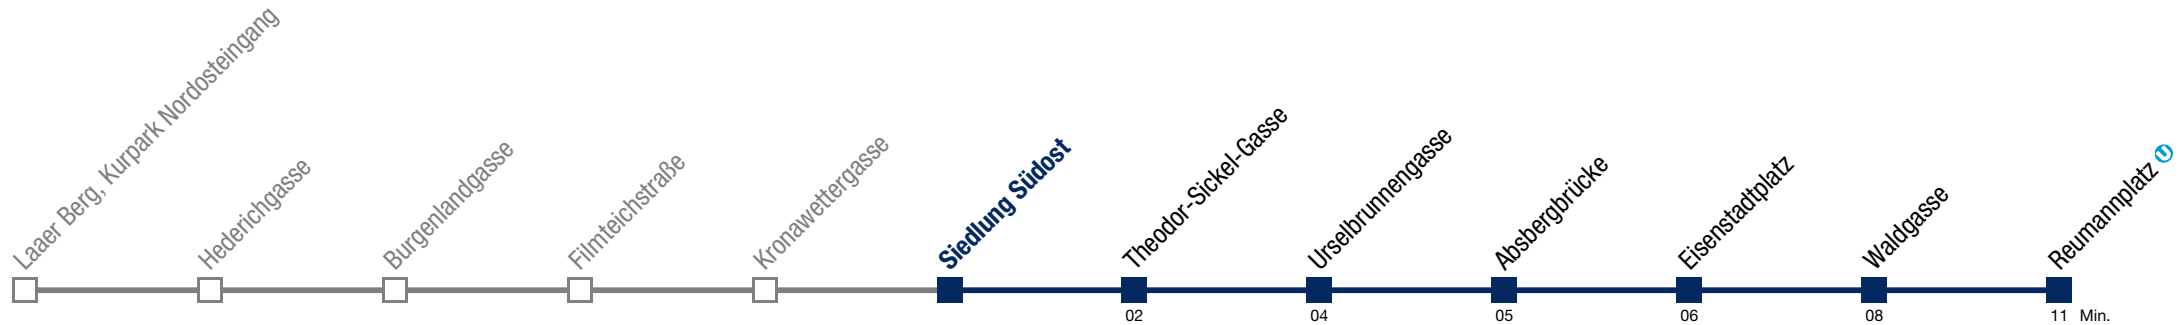 Laaer Berg, Kurpark Nordosteingang
Hederichgasse
Burgenlandgasse
Filmteichstraße
Kronawettergasse
Siedlung Südost
Theodor-Sickel-Gasse
Urselbrunnengasse
Absbergbrücke
Eisenstadtplatz
Waldgasse
Reumannplatz U
02 04 05 06 08 11 Min.